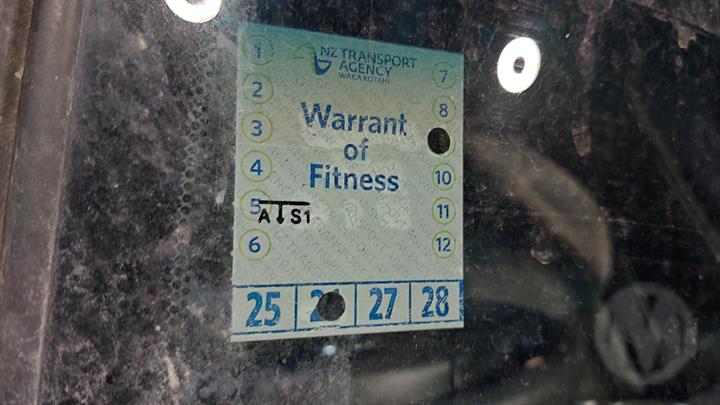 NZ TRANSPORT
AGENCY
WAKA KOTAHI
Warrant
of
Fitness
1
2
3
4
5
6
7
8
10
11
12
A S1
25 2 27 28